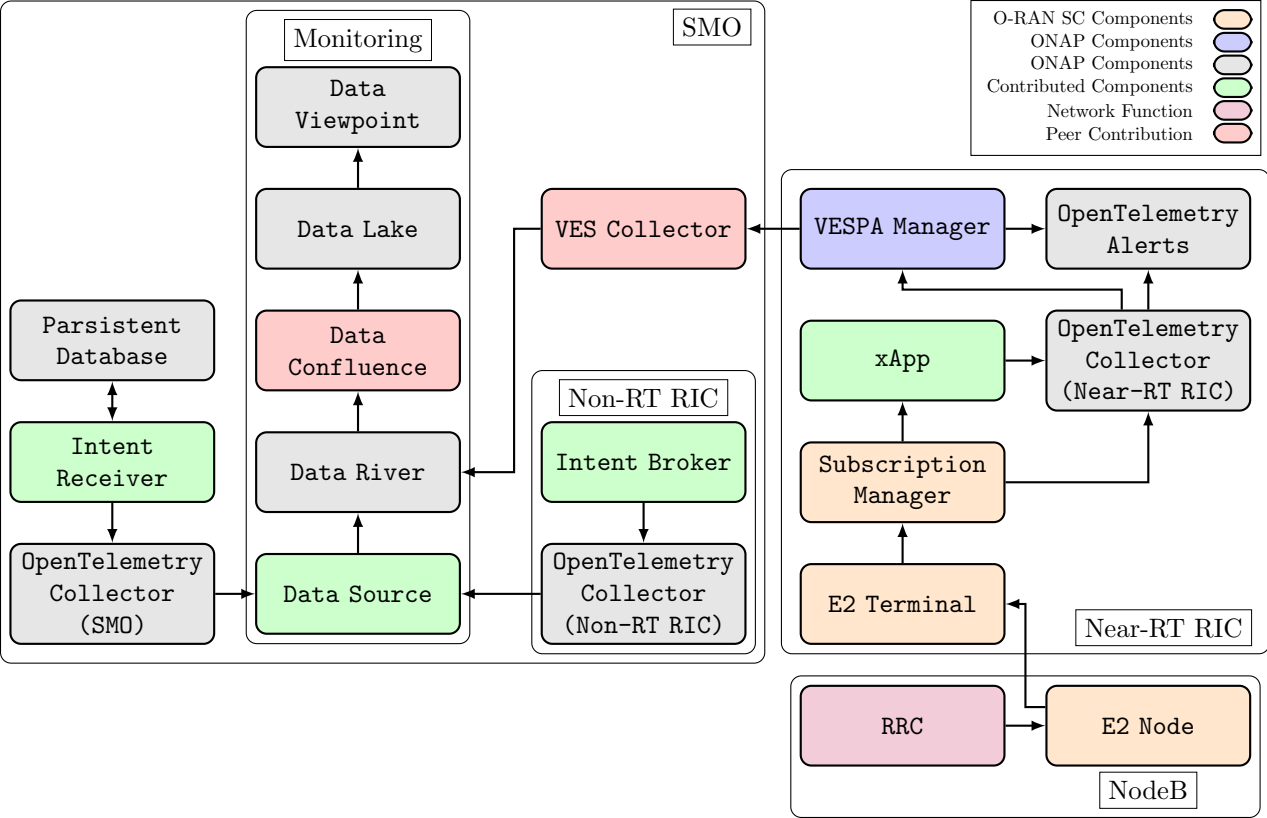 SMO
Monitoring
Data
Viewpoint
Data Lake
Data
Confluence
Data River
Data Source
Parsistent
Database
Intent
Receiver
OpenTelemetry
Collector
(SMO)
VES Collector
Non-RT RIC
Intent Broker
OpenTelemetry
Collector
(Non-RT RIC)
O-RAN SC Components
ONAP Components
ONAP Components
Contributed Components
Network Function
Peer Contribution
VESPA Manager
OpenTelemetry
Alerts
xApp
OpenTelemetry
Collector
(Near-RT RIC)
Subscription
Manager
E2 Terminal
Near-RT RIC
RRC
E2 Node
NodeB